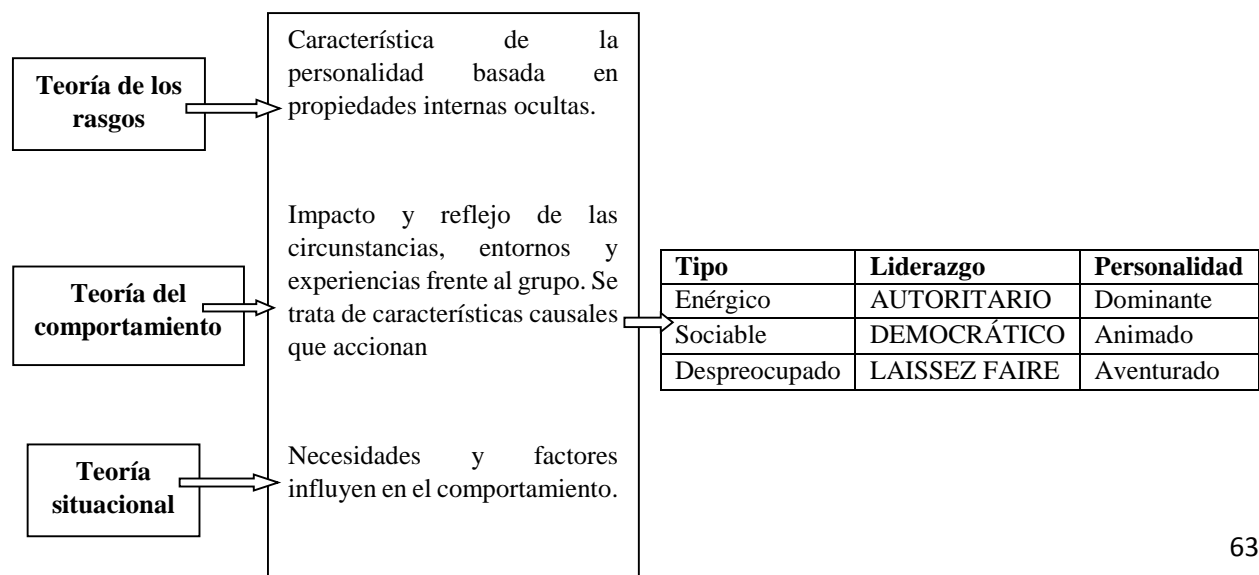 Teoría de los
rasgos
Característica de la
personalidad basada en
propiedades internas ocultas.
Teoría del
comportamiento
Impacto y reflejo de las
circunstancias, entornos y
experiencias frente al grupo. Se
trata de características causales
que accionan
Teoría
situacional
Necesidades y factores
influyen en el comportamiento.
Tipo Liderazgo Personalidad
Enérgico AUTORITARIO Dominante
Sociable DEMOCRÁTICO Animado
Despreocupado LAISSEZ FAIRE Aventurado
63